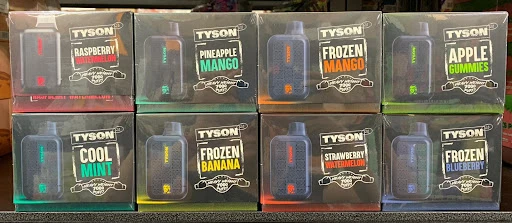 TYSON
RASPBERRY
WATERMELON
TYSON
PINEAPPLE
MANGO
TYSON
FROZEN
MANGO
TYSON
APPLE
GUMMIES
TYSON
COOL
MINT
TYSON
FROZEN
BANANA
TYSON
STRAWBERRY
WATERMELON
TYSON
FROZEN
BLUEBERRY